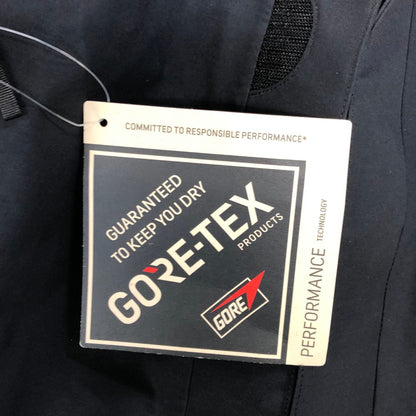 COMMITTED TO RESPONSIBLE PERFORMANCE*
GUARANTEED
TO KEEP YOU DRY
GORE-TEX
PRODUCTS
GORE
PERFORMANCE TECHNOLOGY